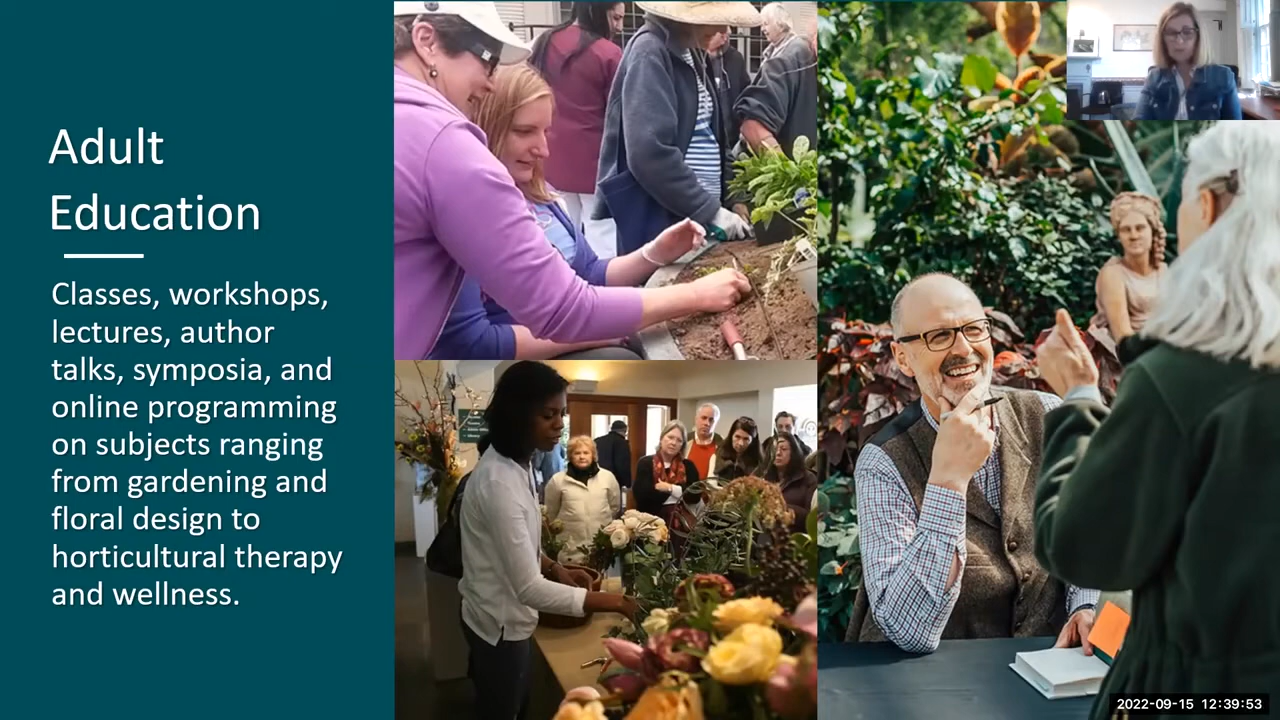 Adult
Education
Classes, workshops,
lectures, author
talks, symposia, and
online programming
on subjects ranging
from gardening and
floral design to
horticultural therapy
and wellness.
2022-09-15 12:39:53